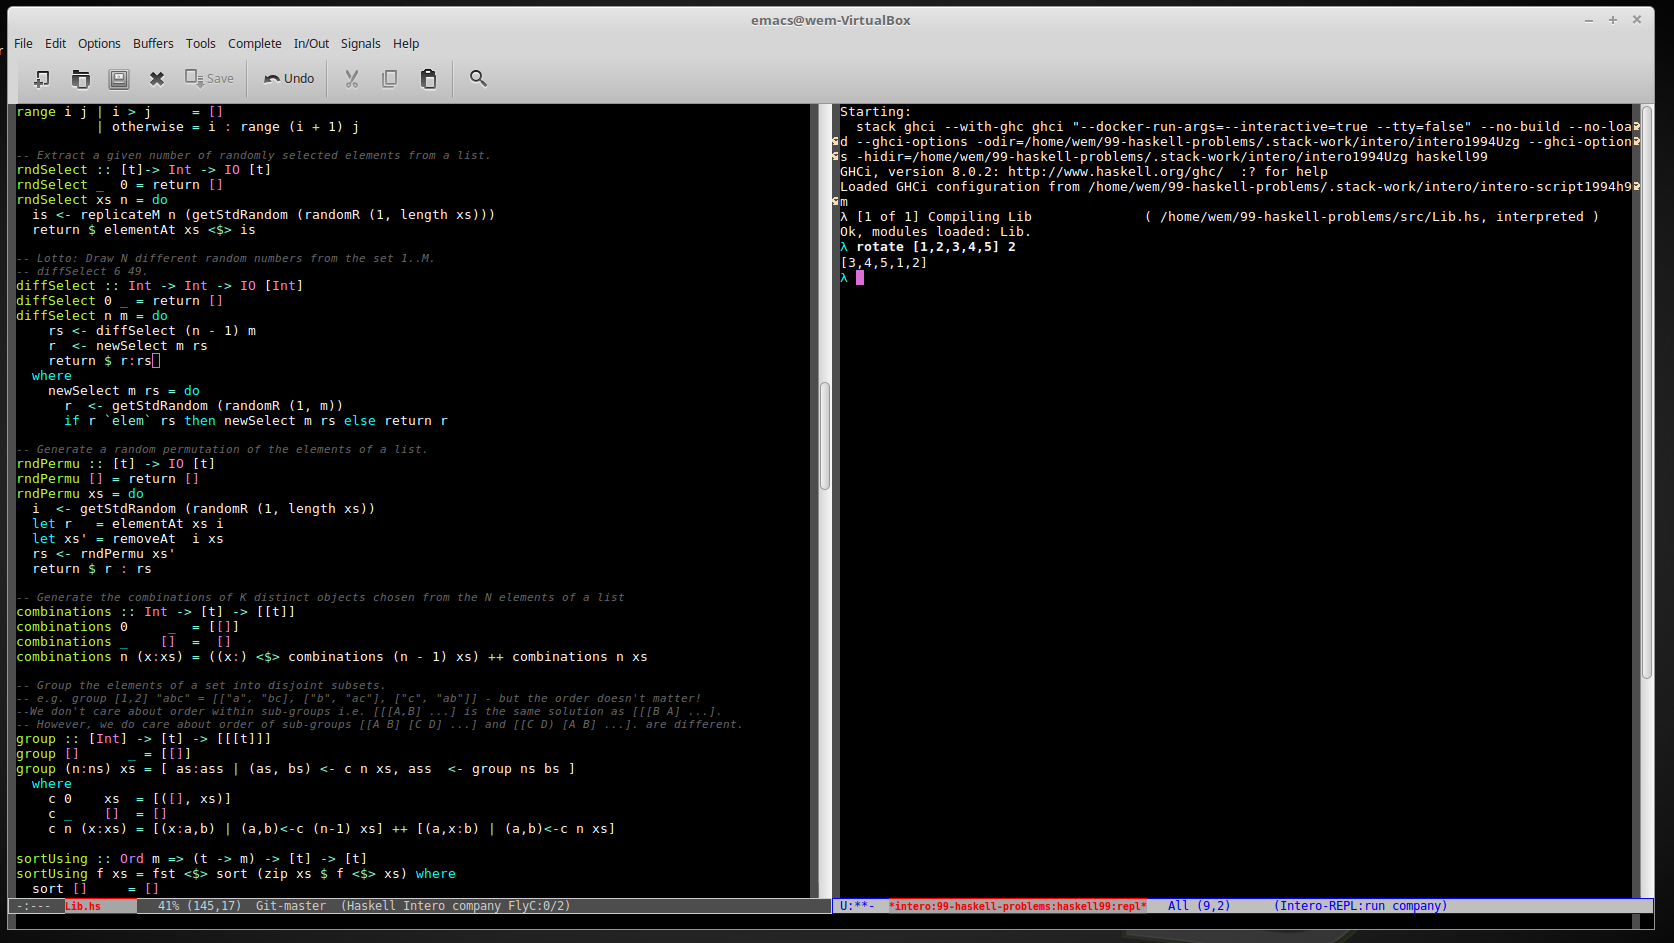 emacs@wem-VirtualBox
File Edit Options Buffers Tools Complete In/Out Signals Help
Save Undo
range i j | i > j     = []
          | otherwise = i : range (i + 1) j

-- Extract a given number of randomly selected elements from a list.
rndSelect :: [t]-> Int -> IO [t]
rndSelect _  0 = return []
rndSelect xs n = do
  is <- replicateM n (getStdRandom (randomR (1, length xs)))
  return $ elementAt xs <$> is

-- Lotto: Draw N different random numbers from the set 1..M.
-- diffSelect 6 49.
diffSelect :: Int -> Int -> IO [Int]
diffSelect 0 _ = return []
diffSelect n m = do
    rs <- diffSelect (n - 1) m
    r  <- newSelect m rs
    return $ r:rs
  where
    newSelect m rs = do
      r  <- getStdRandom (randomR (1, m))
      if r `elem` rs then newSelect m rs else return r

-- Generate a random permutation of the elements of a list.
rndPermu :: [t] -> IO [t]
rndPermu [] = return []
rndPermu xs = do
  i  <- getStdRandom (randomR (1, length xs))
  let r   = elementAt xs i
  let xs' = removeAt  i xs
  rs <- rndPermu xs'
  return $ r : rs

-- Generate the combinations of K distinct objects chosen from the N elements of a list
combinations :: Int -> [t] -> [[t]]
combinations 0     _  = [[]]
combinations _    []  =  []
combinations n (x:xs) = ((x:) <$> combinations (n - 1) xs) ++ combinations n xs

-- Group the elements of a set into disjoint subsets.
-- e.g. group [1,2] "abc" = [["a", "bc], ["b", "ac"], ["c", "ab"]] - but the order doesn't matter!
--We don't care about order within sub-groups i.e. [[[A,B] ...] is the same solution as [[[B A] ...].
-- However, we do care about order of sub-groups [[A B] [C D] ...] and [[C D) [A B] ...]. are different.
group :: [Int] -> [t] -> [[[t]]]
group []      _ = [[]]
group (n:ns) xs = [ as:ass | (as, bs) <- c n xs, ass  <- group ns bs ]
  where
    c 0    xs  = [([], xs)]
    c _    []  = []
    c n (x:xs) = [(x:a,b) | (a,b)<-c (n-1) xs] ++ [(a,x:b) | (a,b)<-c n xs]

sortUsing :: Ord m => (t -> m) -> [t] -> [t]
sortUsing f xs = fst <$> sort (zip xs $ f <$> xs) where
  sort []     = []
-:---  Lib.hs   41% (145,17)  Git-master  (Haskell Intero company FlyC:0/2)
Starting:
  stack ghci --with-ghc ghci "--docker-run-args=--interactive=true --tty=false" --no-build --no-loa
d --ghci-options -odir=/home/wem/99-haskell-problems/.stack-work/intero/intero1994Uzg --ghci-option
s -hidir=/home/wem/99-haskell-problems/.stack-work/intero/intero1994Uzg haskell99
GHCi, version 8.0.2: http://www.haskell.org/ghc/  :? for help
Loaded GHCi configuration from /home/wem/99-haskell-problems/.stack-work/intero/intero-script1994h9
m
λ [1 of 1] Compiling Lib              ( /home/wem/99-haskell-problems/src/Lib.hs, interpreted )
Ok, modules loaded: Lib.
λ rotate [1,2,3,4,5] 2
[3,4,5,1,2]
λ
U:**-  *intero:99-haskell-problems:haskell99:repl*   All (9,2)     (Intero-REPL:run company)